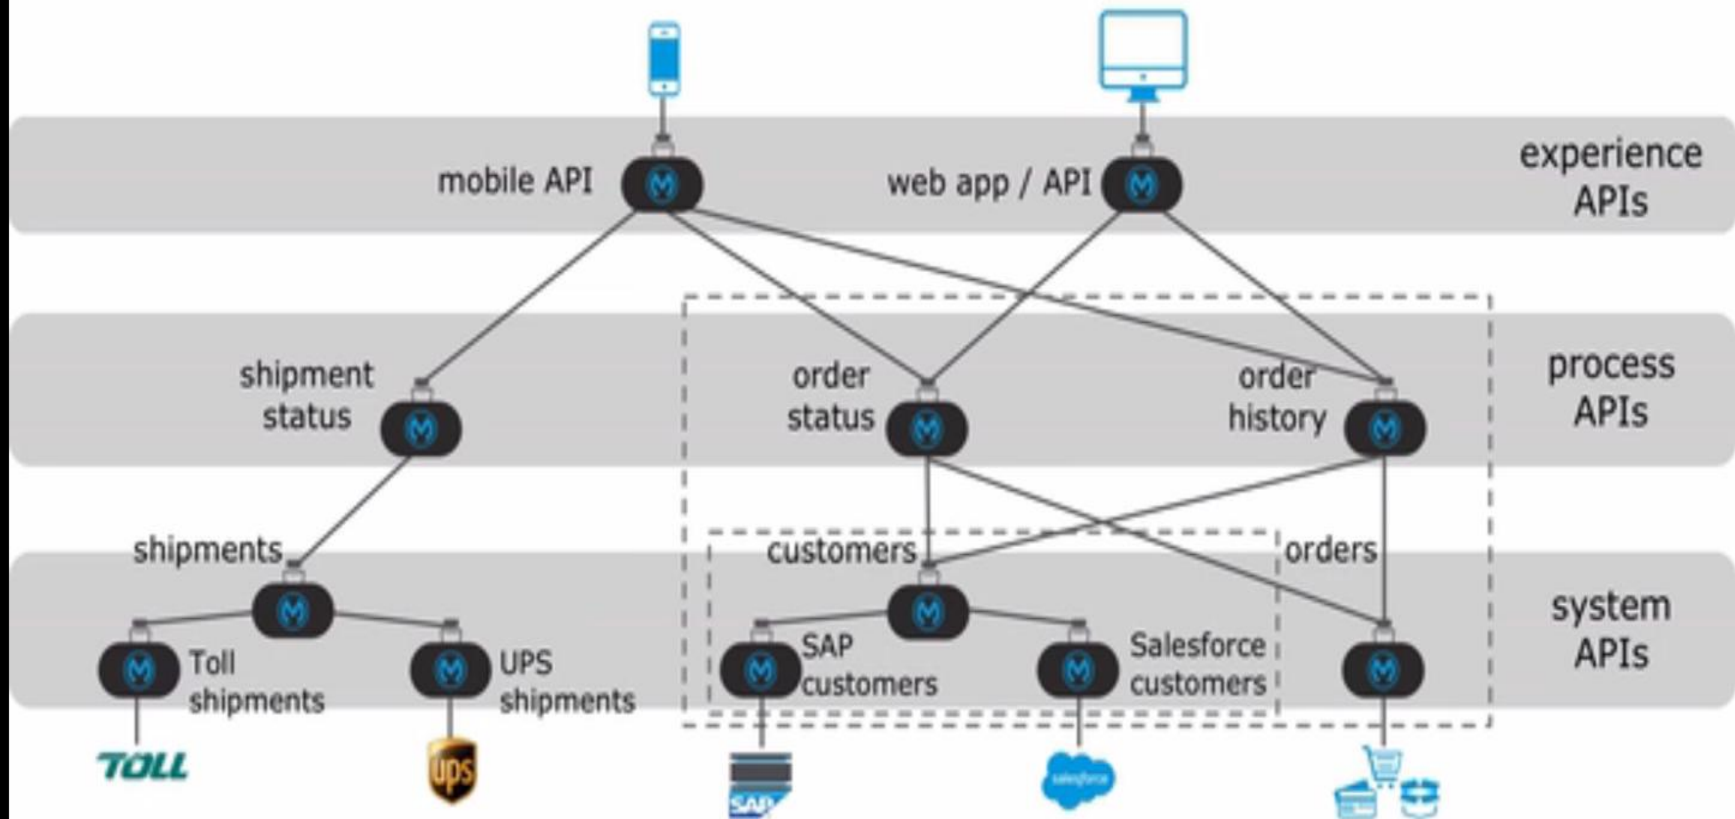 mobile API
web app / API
experience
APIs
shipment
status
order
status
order
history
process
APIs
shipments
customers
orders
Toll
shipments
UPS
shipments
SAP
customers
Salesforce
customers
system
APIs
TOLL
ups
SAP
salesforce